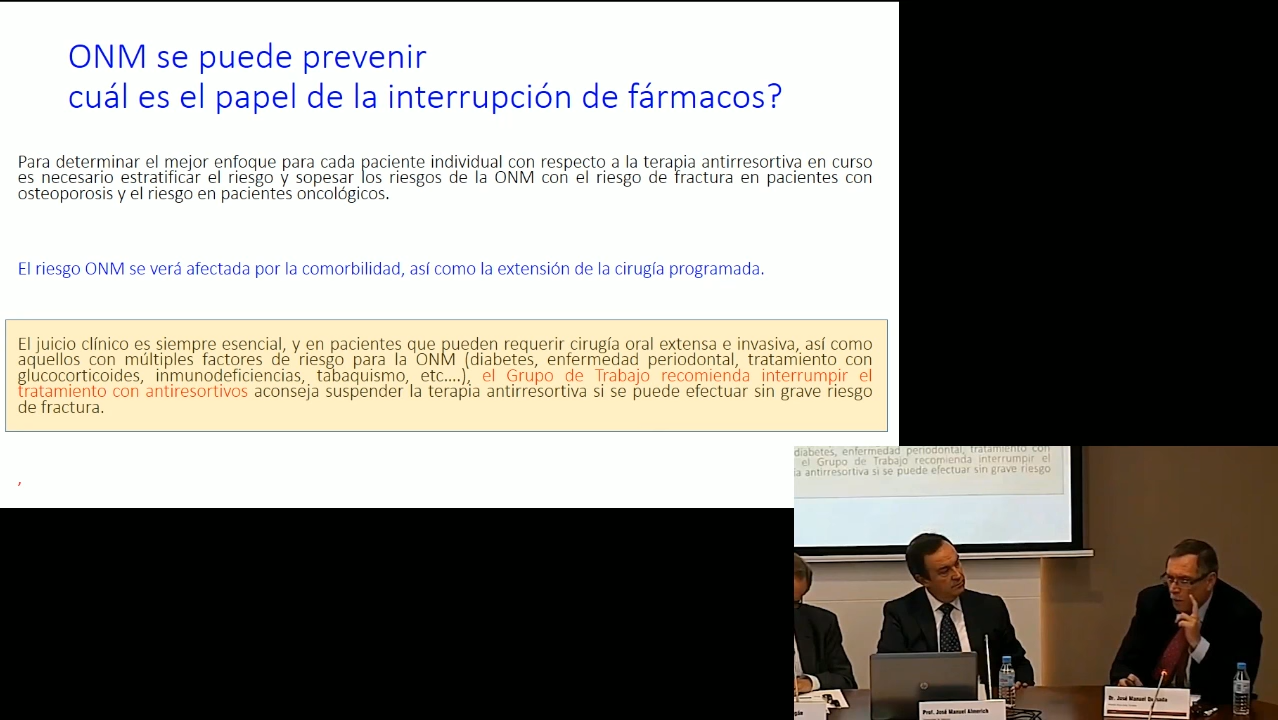 ONM se puede prevenir
cuál es el papel de la interrupción de fármacos?
Para determinar el mejor enfoque para cada paciente individual con respecto a la terapia antirresortiva en curso
es necesario estratificar el riesgo y sopesar los riesgos de la ONM con el riesgo de fractura en pacientes con
osteoporosis y el riesgo en pacientes oncológicos.
El riesgo ONM se verá afectada por la comorbilidad, así como la extensión de la cirugía programada.
El juicio clínico es siempre esencial, y en pacientes que pueden requerir cirugía oral extensa e invasiva, así como
aquellos con múltiples factores de riesgo para la ONM (diabetes, enfermedad periodontal, tratamiento con
glucocorticoides, inmunodeficiencias, tabaquismo, etc....), el Grupo de Trabajo recomienda interrumpir el
tratamiento con antiresortivos aconseja suspender la terapia antirresortiva si se puede efectuar sin grave riesgo
de fractura.
,
diabetes, enfermedad periodontal, tratamiento con
el Grupo de Trabajo recomienda interrumpir el
antirresortiva si se puede efectuar sin grave riesgo
Prof. José Manuel Almerich
Dr. José Manuel